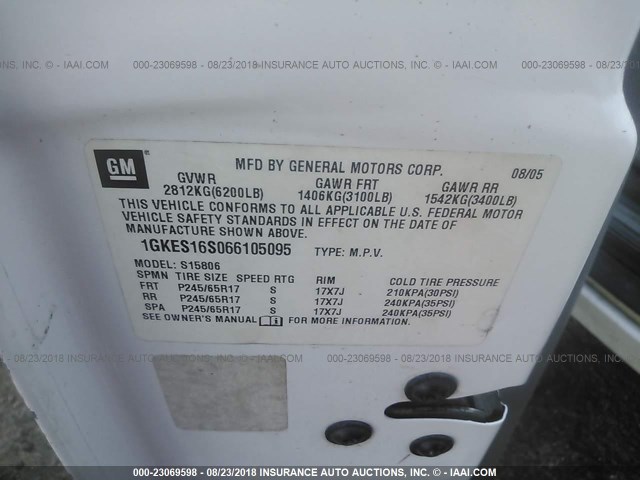 INC. - IAAI.COM 000-23069598 - 08/23/2018 INSURANCE AUTO AUCTIONS, INC. - IAAI.COM 000-23069598
GM
MFD BY GENERAL MOTORS CORP. 08/05
GVWR GAWR FRT GAWR RR
2812KG(6200LB) 1406KG(3100LB) 1542KG(3400LB)
THIS VEHICLE CONFORMS TO ALL APPLICABLE U.S. FEDERAL MOTOR
VEHICLE SAFETY STANDARDS IN EFFECT ON THE DATE OF
MANUFACTURE SHOWN ABOVE.
1GKES16S066105095 TYPE: M.P.V.
MODEL: S15806
SPMN TIRE SIZE SPEED RTG RIM COLD TIRE PRESSURE
FRT P245/65R17 S 17X7J 210KPA(30PSI)
RR P245/65R17 S 17X7J 240KPA(35PSI)
SPA P245/65R17 S 17X7J 240KPA(35PSI)
SEE OWNER'S MANUAL FOR MORE INFORMATION.
000-23069598 - 08/23/2018 INSURANCE AUTO AUCTIONS, INC. - IAAI.COM 000-23069598 - 08/23/2018 INSURA
000-23069598 - 08/23/2018 INSURANCE AUTO AUCTIONS, INC. - IAAI.COM